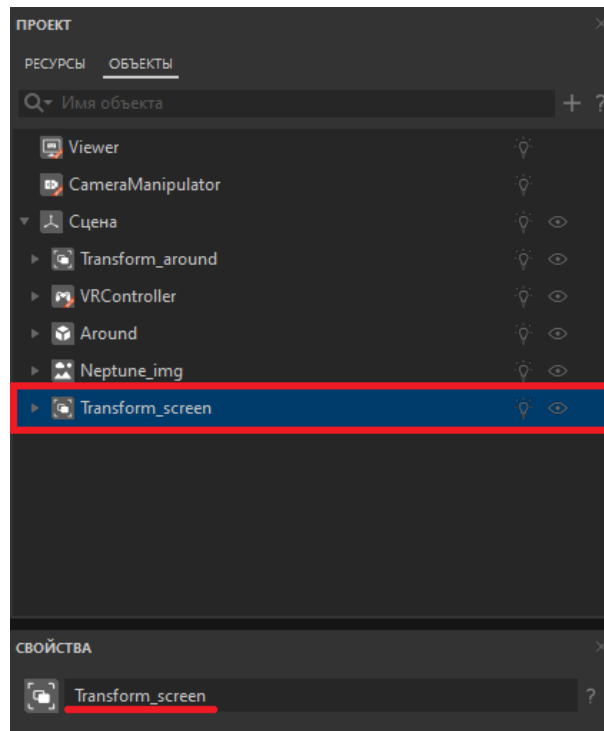 ПРОЕКТ
РЕСУРСЫ ОБЪЕКТЫ
Имя объекта + ?
Viewer
CameraManipulator
Сцена
Transform_around
VRController
Around
Neptune_img
Transform_screen
СВОЙСТВА
Transform_screen ?